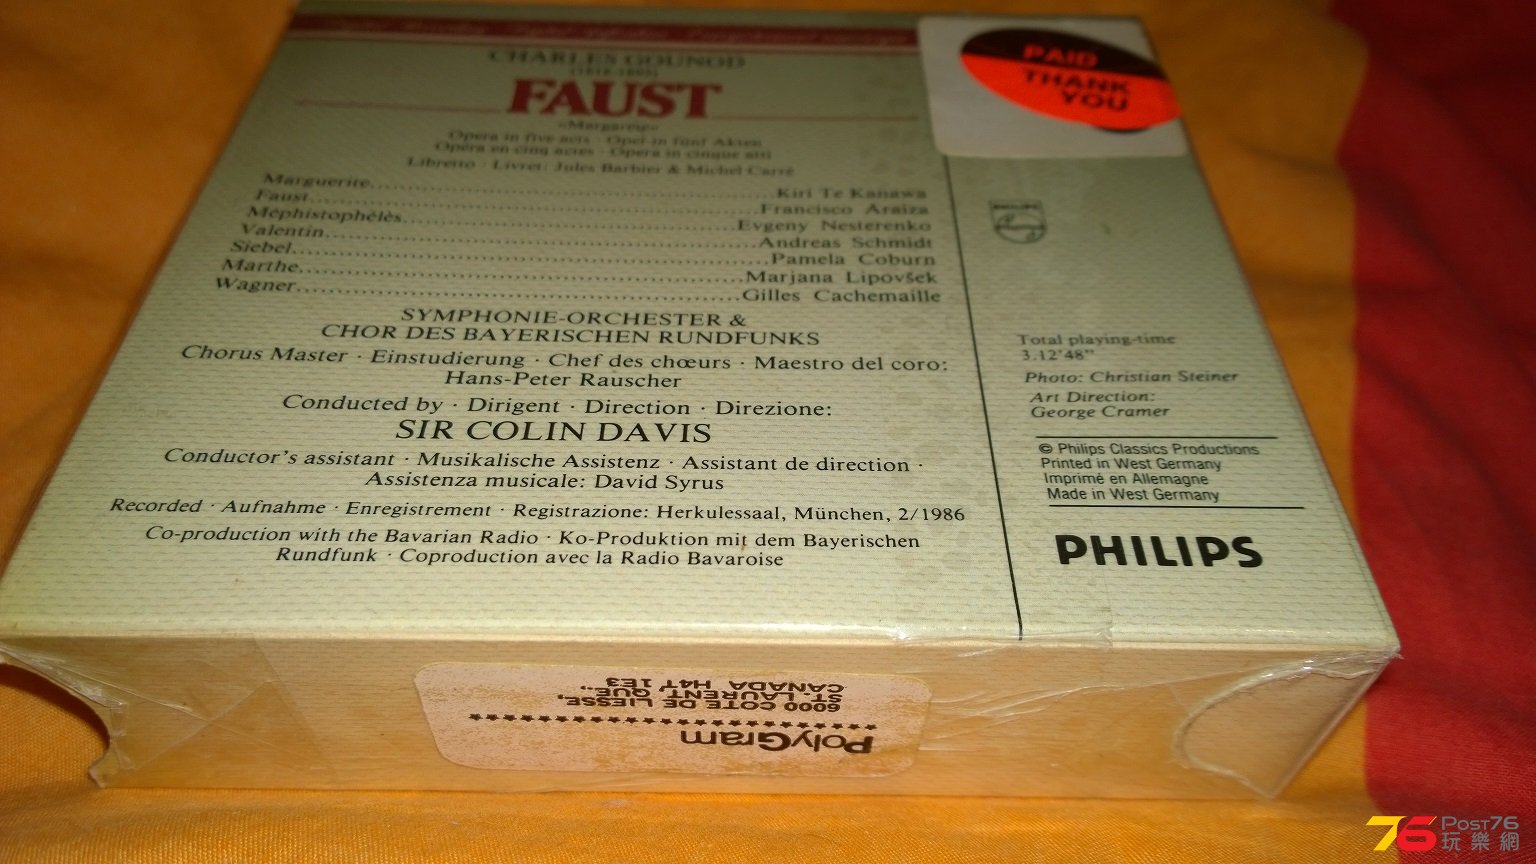 CHARLES GOUNOD
(1818-1893)
FAUST
«Margarete»
Opera in five acts · Oper in fünf Akten
Opéra en cinq actes · Opera in cinque atti
Libretto · Livret: Jules Barbier & Michel Carré
Marguerite Kiri Te Kanawa
Faust Francisco Araiza
Méphistophélès Evgeny Nesterenko
Valentin Andreas Schmidt
Siebel Pamela Coburn
Marthe Marjana Lipovšek
Wagner Gilles Cachemaille
SYMPHONIE-ORCHESTER &
CHOR DES BAYERISCHEN RUNDFUNKS
Chorus Master · Einstudierung · Chef des chœurs · Maestro del coro:
Hans-Peter Rauscher
Conducted by · Dirigent · Direction · Direzione:
SIR COLIN DAVIS
Conductor's assistant · Musikalische Assistenz · Assistant de direction ·
Assistenza musicale: David Syrus
Recorded · Aufnahme · Enregistrement · Registrazione: Herkulessaal, München, 2/1986
Co-production with the Bavarian Radio · Ko-Produktion mit dem Bayerischen
Rundfunk · Coproduction avec la Radio Bavaroise
PAID
THANK
YOU
PHILIPS
Total playing-time
3.12'48"
Photo: Christian Steiner
Art Direction:
George Cramer
© Philips Classics Productions
Printed in West Germany
Imprimé en Allemagne
Made in West Germany
PHILIPS
PolyGram
6000 COTE DE LIESSE,
ST. LAURENT, QUE..
CANADA H4T 1E3
76 POST76
玩樂網